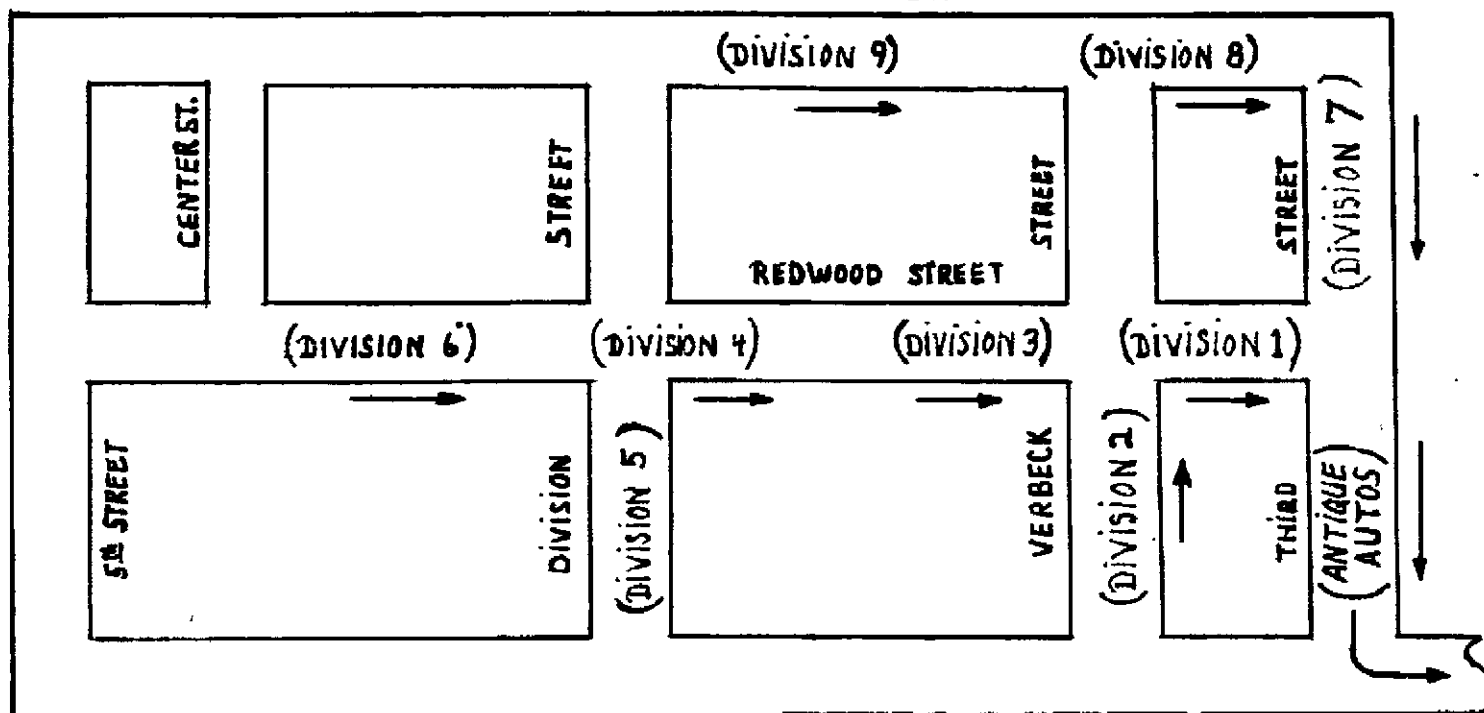 (DIVISION 9) (DIVISION 8)
CENTER ST.
STREET
STREET
STREET
(DIVISION 7)
REDWOOD STREET
(DIVISION 6) (DIVISION 4) (DIVISION 3) (DIVISION 1)
5TH STREET
DIVISION
(DIVISION 5)
VERBECK
(DIVISION 2)
THIRD
(ANTIQUE
AUTOS)